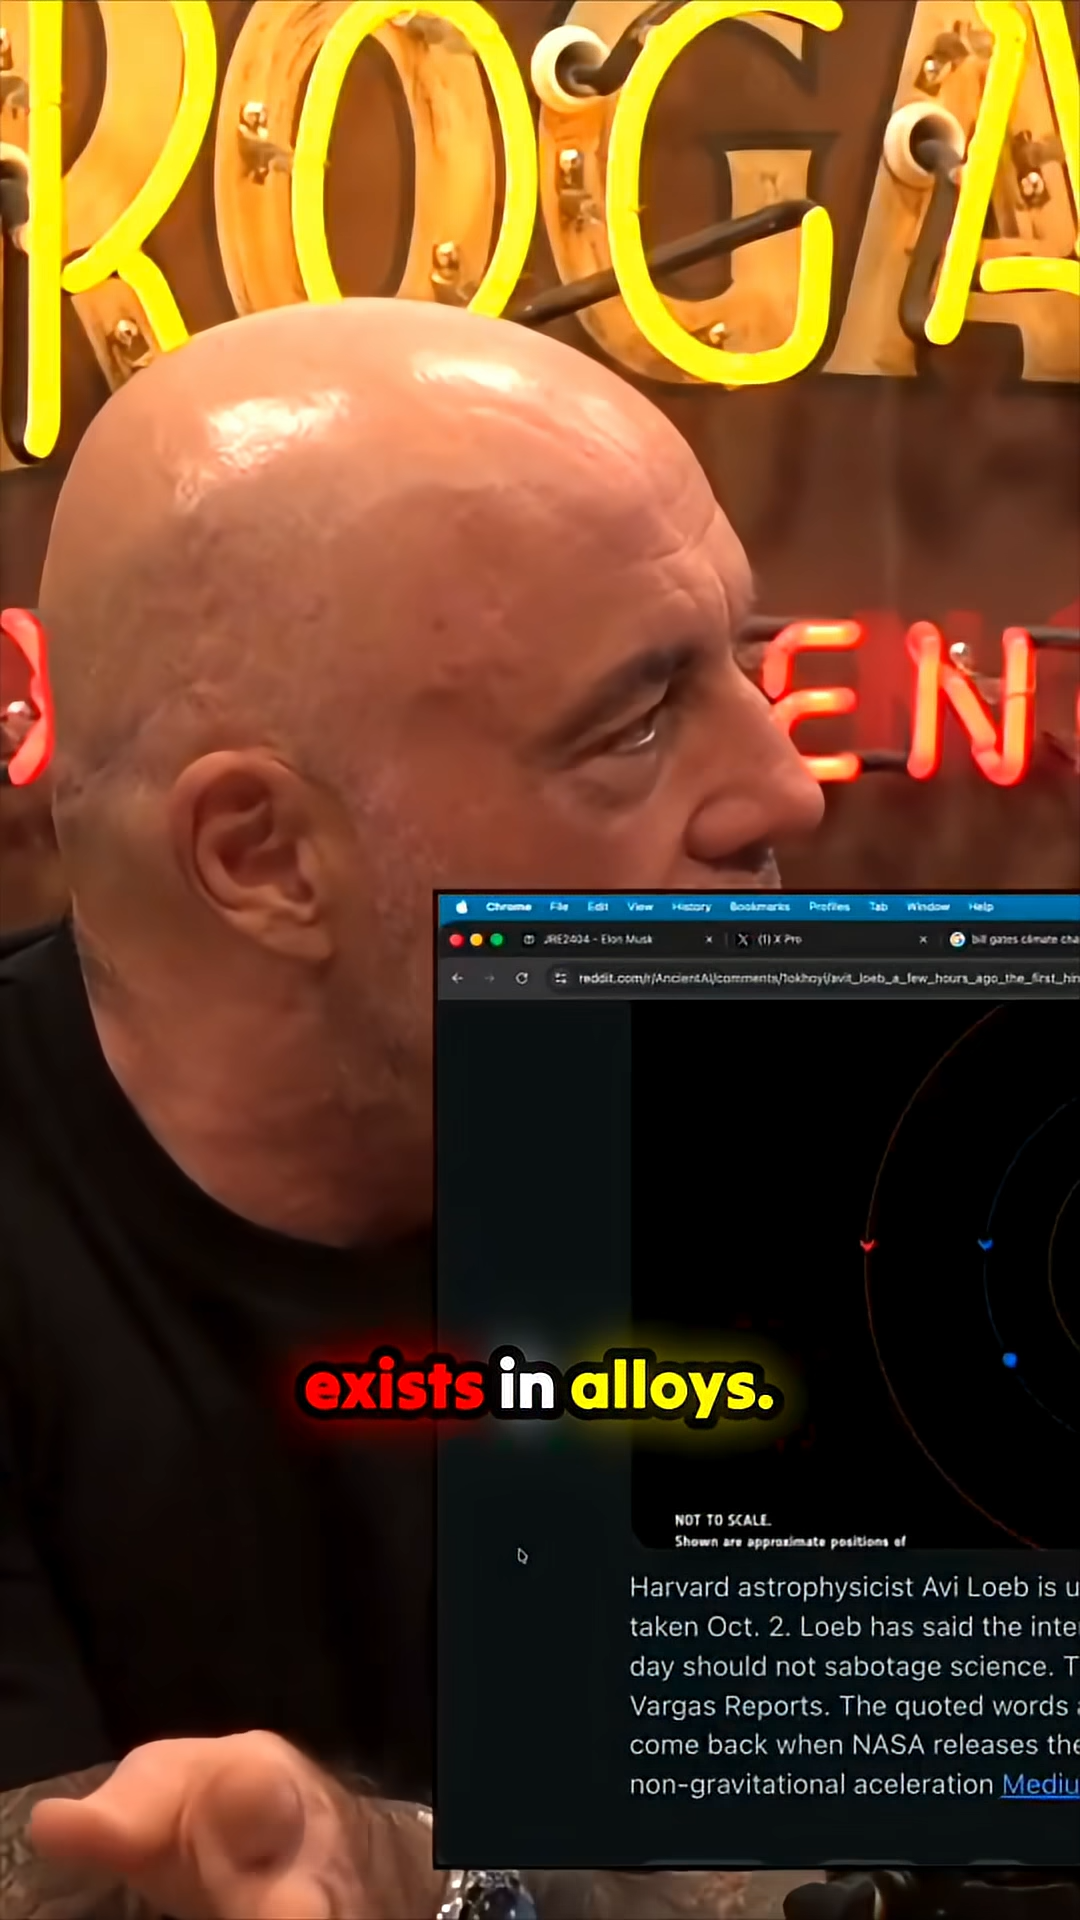 ROGA
EN
Chrome File Edit View History Bookmarks Profiles Tab Window Help
JRE2404 - Elon Musk
(1) X Pro
bill gates climate cha
reddit.com/r/AncientAI/comments/1okhoyi/avit_loeb_a_few_hours_ago_the_first_hin
exists in alloys.
NOT TO SCALE.
Shown are approximate positions of
Harvard astrophysicist Avi Loeb is u
taken Oct. 2. Loeb has said the inte
day should not sabotage science. T
Vargas Reports. The quoted words a
come back when NASA releases the
non-gravitational aceleration Mediu